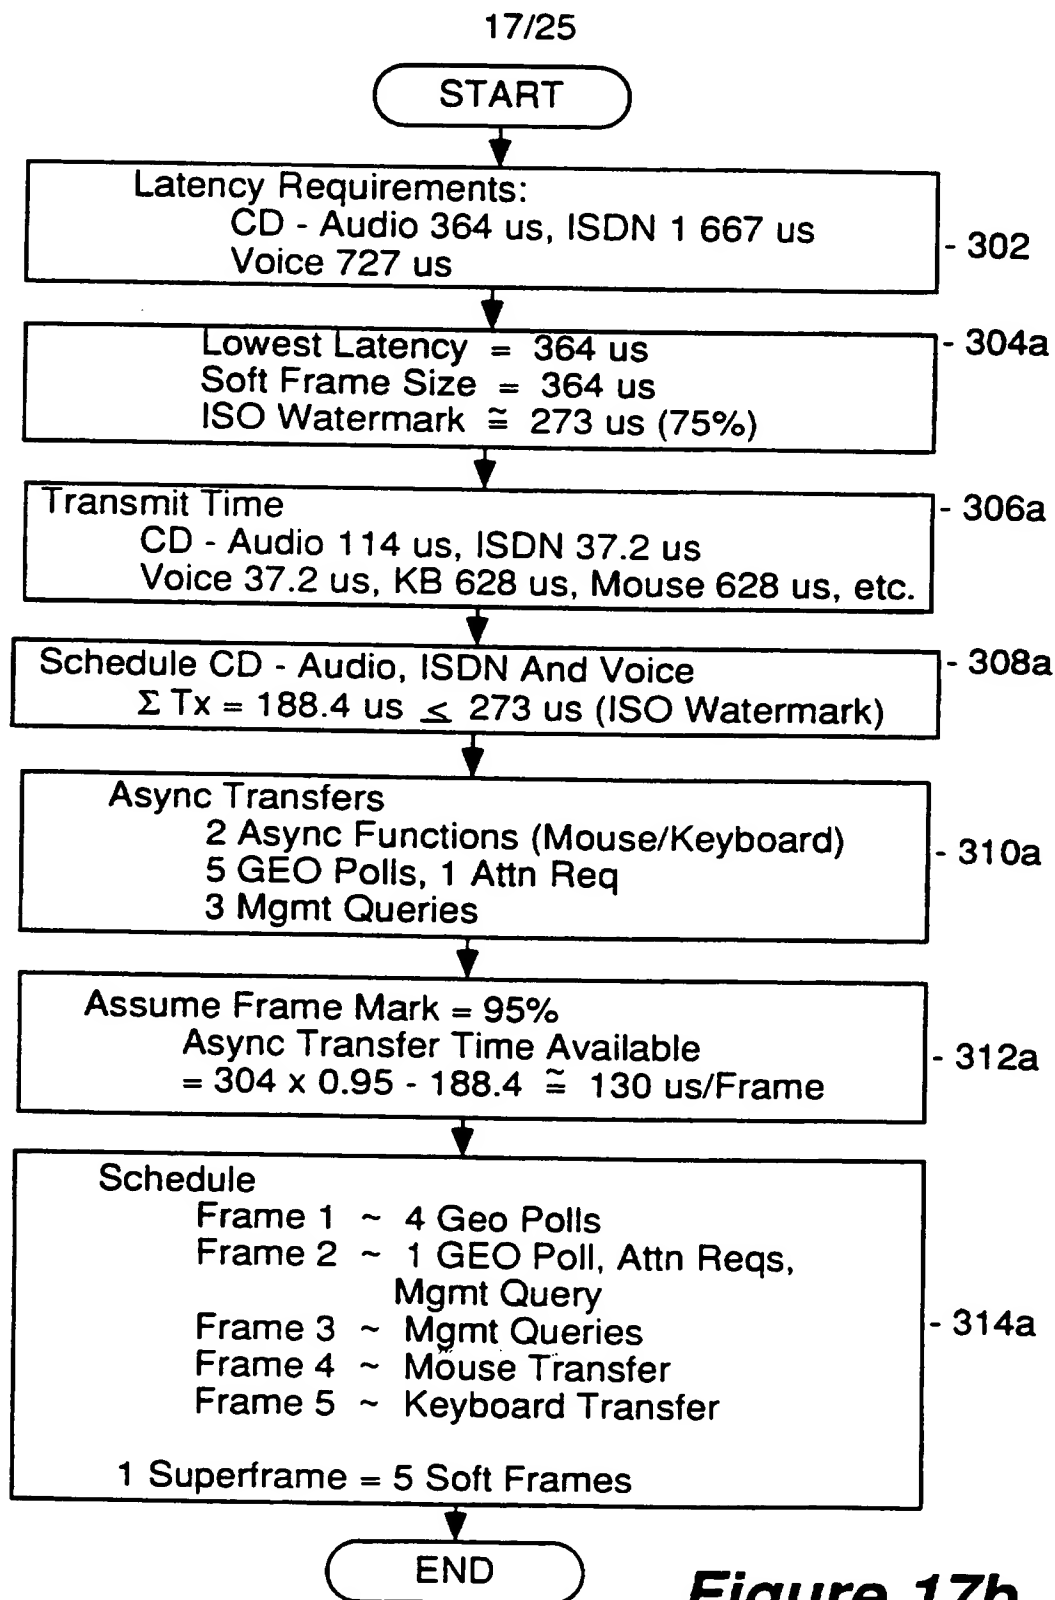 17/25
START
Latency Requirements:
CD - Audio 364 us, ISDN 1 667 us
Voice 727 us
- 302
Lowest Latency = 364 us
Soft Frame Size = 364 us
ISO Watermark ≅ 273 us (75%)
- 304a
Transmit Time
CD - Audio 114 us, ISDN 37.2 us
Voice 37.2 us, KB 628 us, Mouse 628 us, etc.
- 306a
Schedule CD - Audio, ISDN And Voice
Σ Tx = 188.4 us ≤ 273 us (ISO Watermark)
- 308a
Async Transfers
2 Async Functions (Mouse/Keyboard)
5 GEO Polls, 1 Attn Req
3 Mgmt Queries
- 310a
Assume Frame Mark = 95%
Async Transfer Time Available
= 304 x 0.95 - 188.4 ≅ 130 us/Frame
- 312a
Schedule
Frame 1 ~ 4 Geo Polls
Frame 2 ~ 1 GEO Poll, Attn Reqs,
Mgmt Query
Frame 3 ~ Mgmt Queries
Frame 4 ~ Mouse Transfer
Frame 5 ~ Keyboard Transfer
1 Superframe = 5 Soft Frames
- 314a
END
Figure 17b